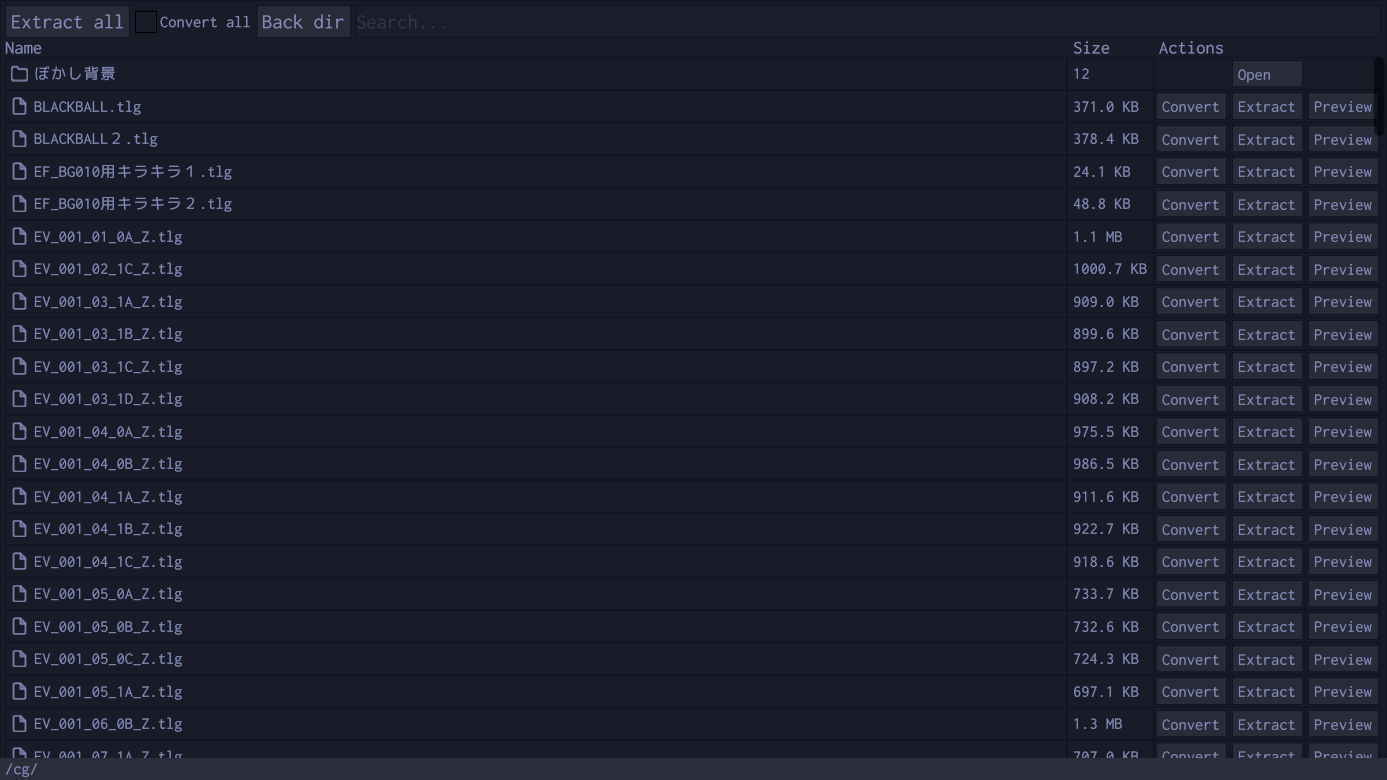 Extract all Convert all Back dir Search...
Name Size Actions
ぼかし背景 12 Open
BLACKBALL.tlg 371.0 KB Convert Extract Preview
BLACKBALL２.tlg 378.4 KB Convert Extract Preview
EF_BG010用キラキラ１.tlg 24.1 KB Convert Extract Preview
EF_BG010用キラキラ２.tlg 48.8 KB Convert Extract Preview
EV_001_01_0A_Z.tlg 1.1 MB Convert Extract Preview
EV_001_02_1C_Z.tlg 1000.7 KB Convert Extract Preview
EV_001_03_1A_Z.tlg 909.0 KB Convert Extract Preview
EV_001_03_1B_Z.tlg 899.6 KB Convert Extract Preview
EV_001_03_1C_Z.tlg 897.2 KB Convert Extract Preview
EV_001_03_1D_Z.tlg 908.2 KB Convert Extract Preview
EV_001_04_0A_Z.tlg 975.5 KB Convert Extract Preview
EV_001_04_0B_Z.tlg 986.5 KB Convert Extract Preview
EV_001_04_1A_Z.tlg 911.6 KB Convert Extract Preview
EV_001_04_1B_Z.tlg 922.7 KB Convert Extract Preview
EV_001_04_1C_Z.tlg 918.6 KB Convert Extract Preview
EV_001_05_0A_Z.tlg 733.7 KB Convert Extract Preview
EV_001_05_0B_Z.tlg 732.6 KB Convert Extract Preview
EV_001_05_0C_Z.tlg 724.3 KB Convert Extract Preview
EV_001_05_1A_Z.tlg 697.1 KB Convert Extract Preview
EV_001_06_0B_Z.tlg 1.3 MB Convert Extract Preview
EV_001_07_1A_Z.tlg 707.0 KB Convert Extract Preview
/cg/